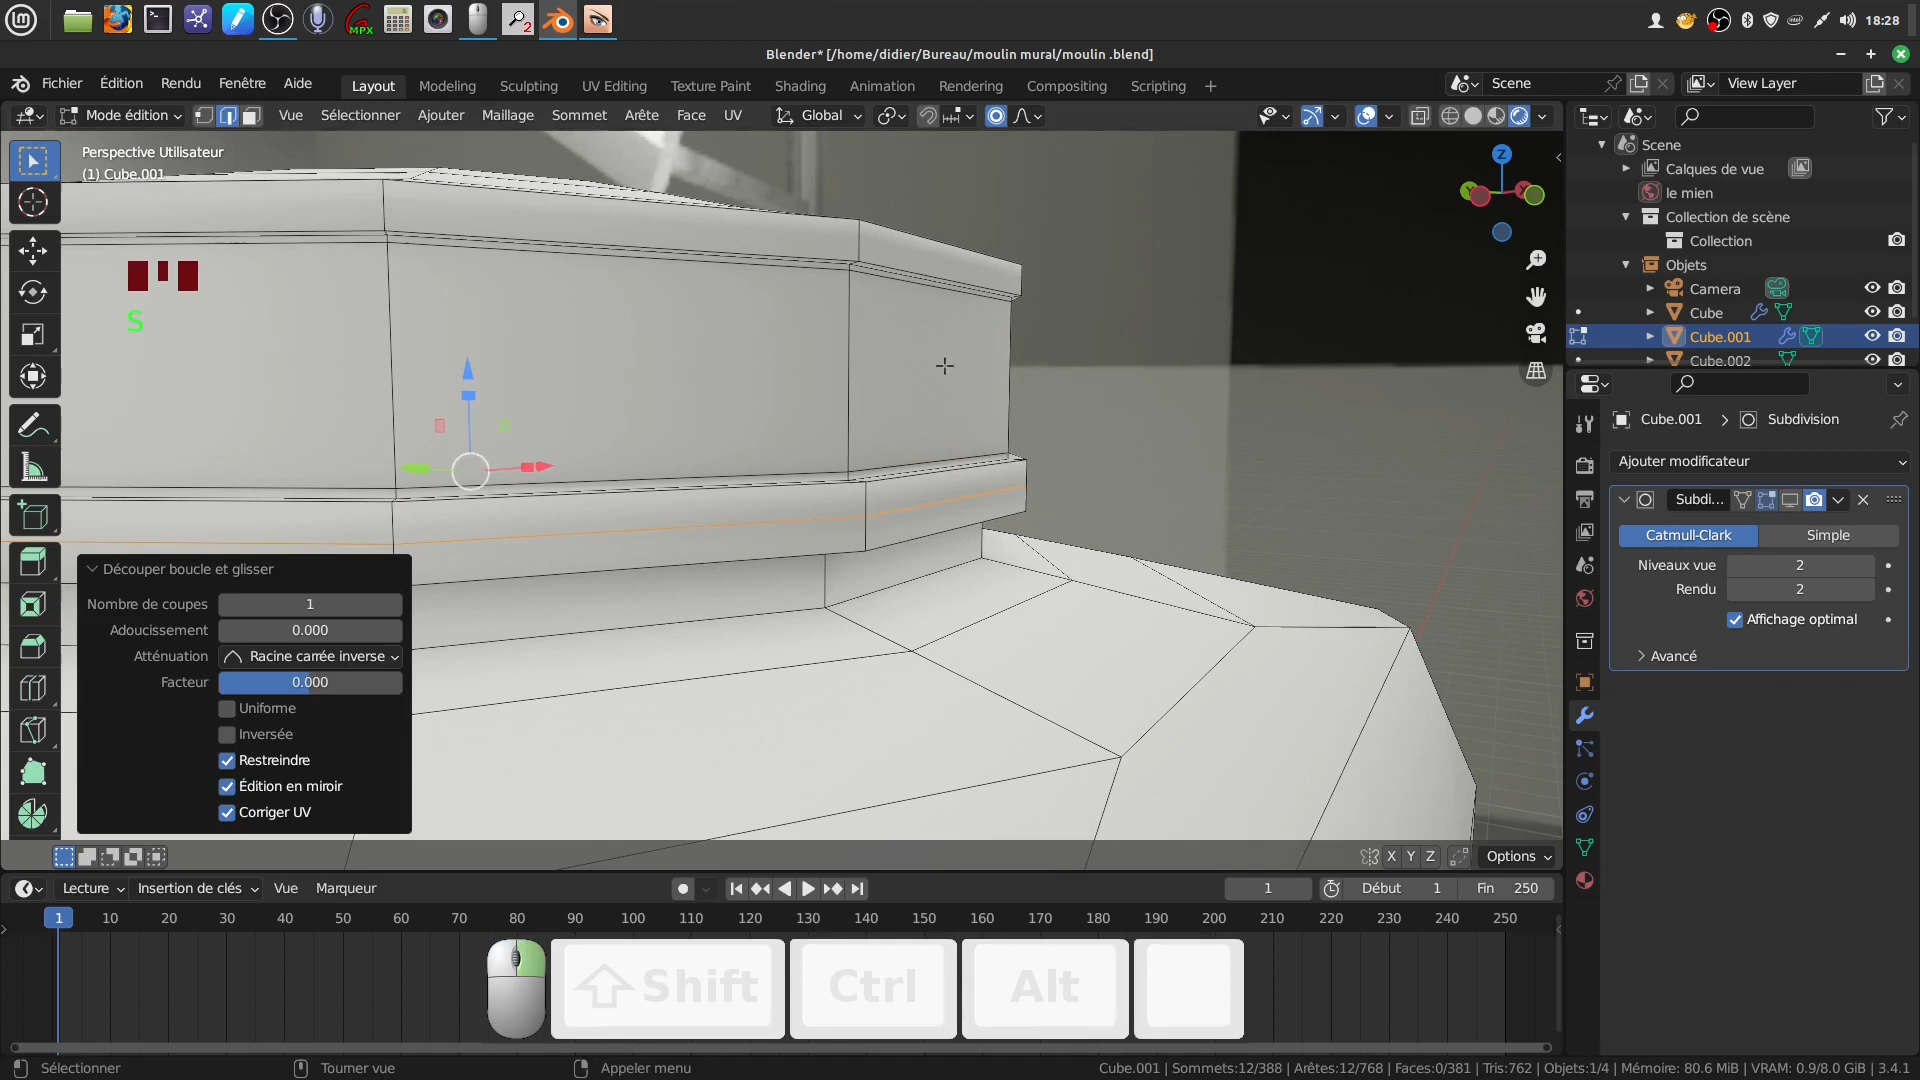 MPX
2
18:28
Blender* [/home/didier/Bureau/moulin mural/moulin .blend]
Fichier Édition Rendu Fenêtre Aide
Layout Modeling Sculpting UV Editing Texture Paint Shading Animation Rendering Compositing Scripting +
Scene
View Layer
Mode édition
Vue Sélectionner Ajouter Maillage Sommet Arête Face UV
Global
Perspective Utilisateur
(1) Cube.001
S
Z
Y
Scene
Calques de vue
le mien
Collection de scène
Collection
Objets
Camera
Cube
Cube.001
Cube.002
Cube.001 > Subdivision
Ajouter modificateur
Subdi...
Catmull-Clark Simple
Niveaux vue 2
Rendu 2
Affichage optimal
Avancé
Découper boucle et glisser
Nombre de coupes 1
Adoucissement 0.000
Atténuation Racine carrée inverse
Facteur 0.000
Uniforme
Inversée
Restreindre
Édition en miroir
Corriger UV
X Y Z
Options
Lecture Insertion de clés Vue Marqueur
1
Début 1
Fin 250
1 10 20 30 40 50 60 70 80 90 100 110 120 130 140 150 160 170 180 190 200 210 220 230 240 250
Shift Ctrl Alt
Sélectionner
Tourner vue
Appeler menu
Cube.001 | Sommets:12/388 | Arêtes:12/768 | Faces:0/381 | Tris:762 | Objets:1/4 | Mémoire: 80.6 MiB | VRAM: 0.9/8.0 GiB | 3.4.1